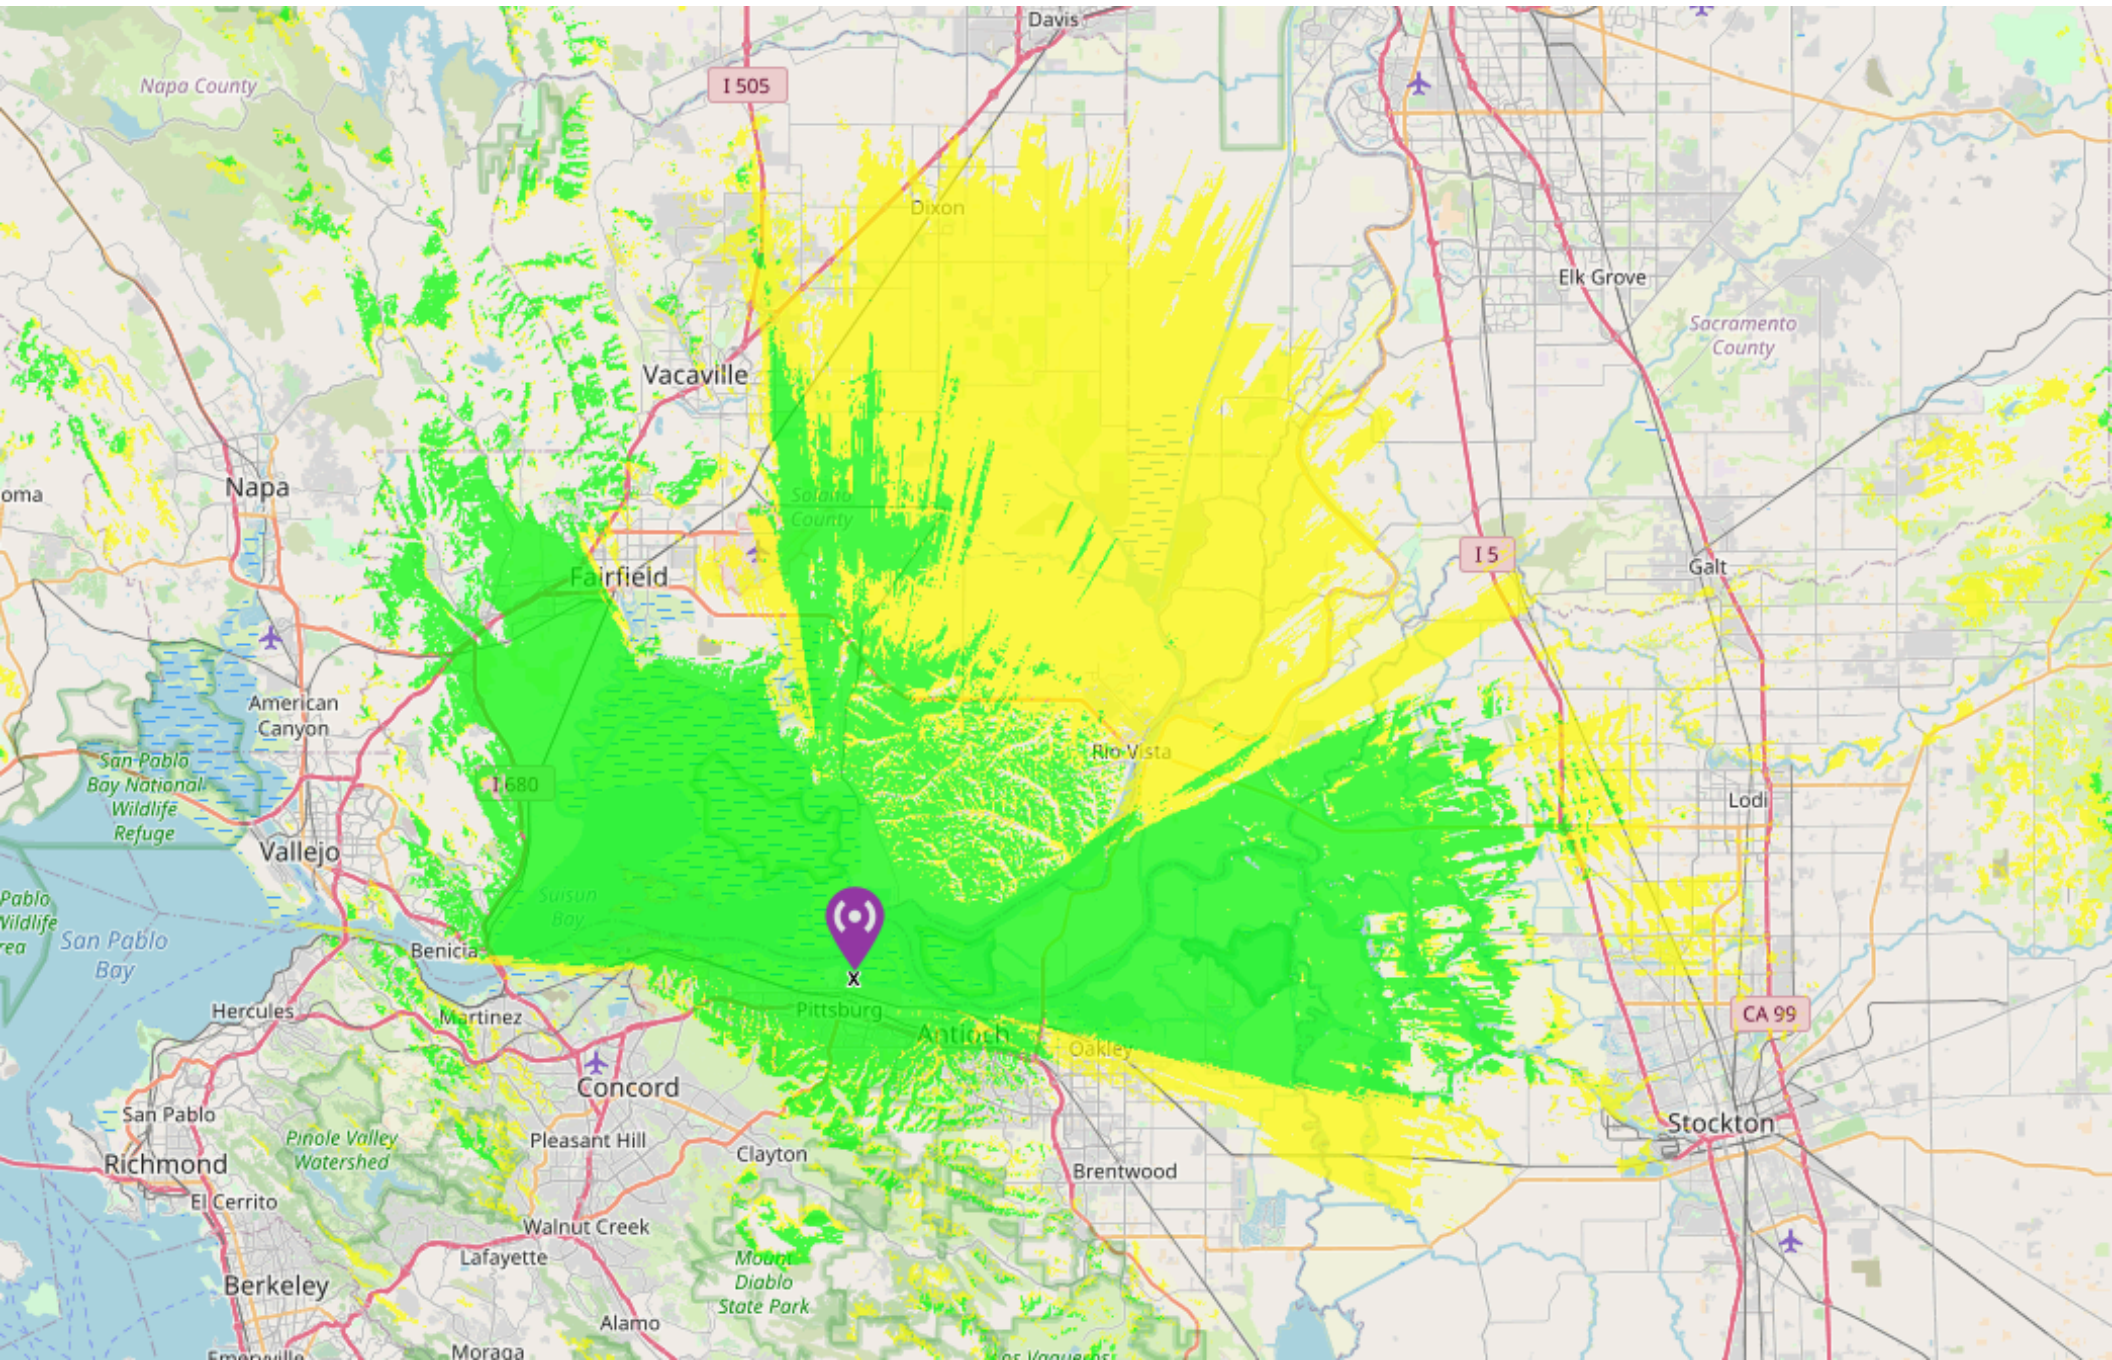 Davis
Napa County
I 505
Dixon
Elk Grove
Sacramento
County
Vacaville
Napa
oma
Solano
County
I 5
Galt
Fairfield
American
Canyon
San Pablo
Bay National
Wildlife
Refuge
Rio Vista
I 680
Lodi
Vallejo
Pablo
Wildlife
rea
San Pablo
Bay
Suisun
Bay
Benicia
X
Hercules
Martinez
Pittsburg
Antioch
Oakley
CA 99
Concord
San Pablo
Pinole Valley
Watershed
Pleasant Hill
Stockton
Richmond
Clayton
Brentwood
El Cerrito
Walnut Creek
Lafayette
Mount
Diablo
State Park
Berkeley
Alamo
Emeryville
Moraga
Los Vaqueros